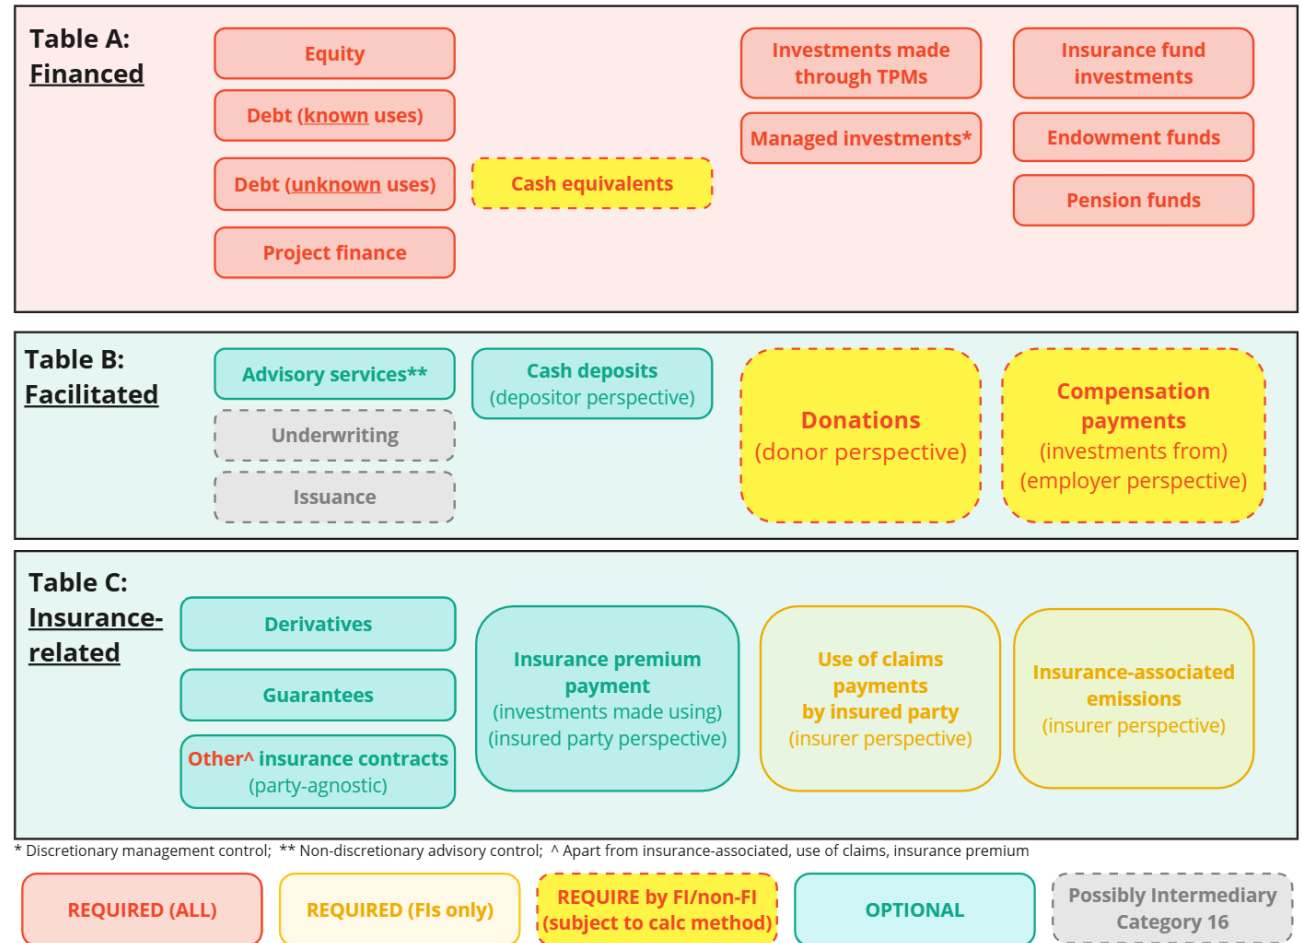 Table A:
Financed
Equity
Debt (known uses)
Debt (unknown uses)
Project finance
Cash equivalents
Investments made
through TPMs
Managed investments*
Insurance fund
investments
Endowment funds
Pension funds
Table B:
Facilitated
Advisory services**
Underwriting
Issuance
Cash deposits
(depositor perspective)
Donations
(donor perspective)
Compensation
payments
(investments from)
(employer perspective)
Table C:
Insurance-
related
Derivatives
Guarantees
Other^ insurance contracts
(party-agnostic)
Insurance premium
payment
(investments made using)
(insured party perspective)
Use of claims
payments
by insured party
(insurer perspective)
Insurance-associated
emissions
(insurer perspective)
* Discretionary management control;  ** Non-discretionary advisory control;  ^ Apart from insurance-associated, use of claims, insurance premium
REQUIRED (ALL)
REQUIRED (FIs only)
REQUIRE by FI/non-FI
(subject to calc method)
OPTIONAL
Possibly Intermediary
Category 16